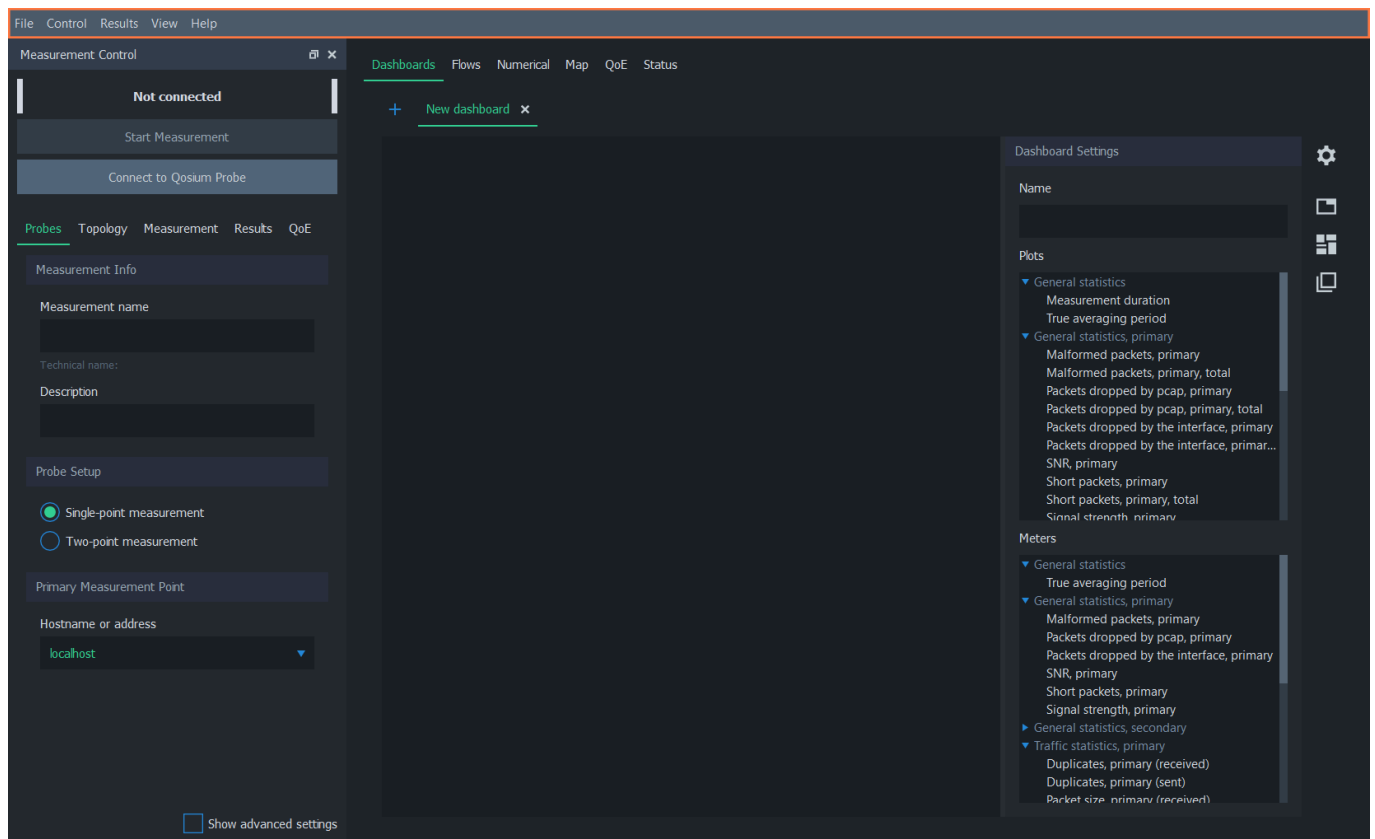 File Control Results View Help
Measurement Control
Not connected
Start Measurement
Connect to Qosium Probe
Probes Topology Measurement Results QoE
Measurement Info
Measurement name
Technical name:
Description
Probe Setup
Single-point measurement
Two-point measurement
Primary Measurement Point
Hostname or address
localhost
Show advanced settings
Dashboards Flows Numerical Map QoE Status
+ New dashboard
Dashboard Settings
Name
Plots
General statistics
Measurement duration
True averaging period
General statistics, primary
Malformed packets, primary
Malformed packets, primary, total
Packets dropped by pcap, primary
Packets dropped by pcap, primary, total
Packets dropped by the interface, primary
Packets dropped by the interface, primar...
SNR, primary
Short packets, primary
Short packets, primary, total
Signal strength, primary
Meters
General statistics
True averaging period
General statistics, primary
Malformed packets, primary
Packets dropped by pcap, primary
Packets dropped by the interface, primary
SNR, primary
Short packets, primary
Signal strength, primary
General statistics, secondary
Traffic statistics, primary
Duplicates, primary (received)
Duplicates, primary (sent)
Packet size, primary (received)